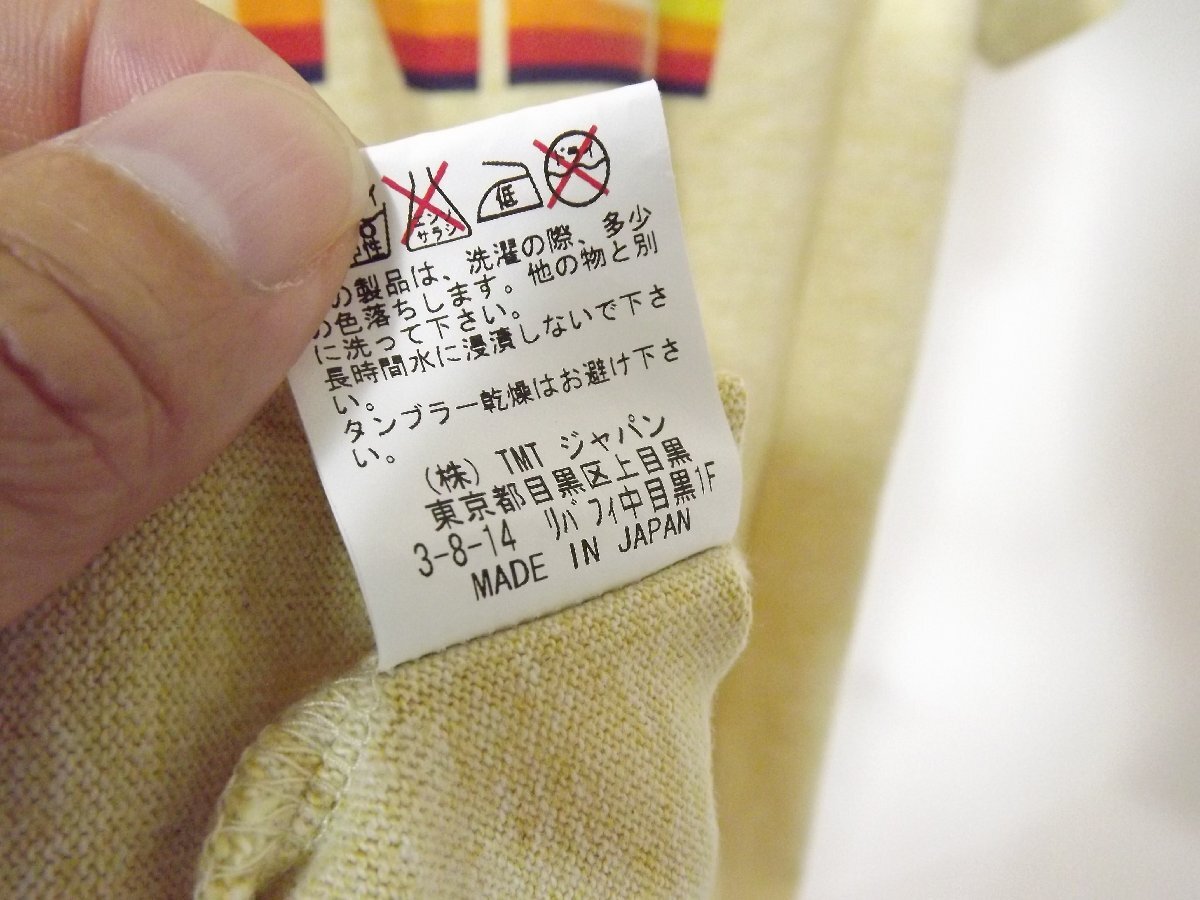 サラシ
低
の製品は、洗濯の際、多少
色落ちします。他の物と別
に洗って下さい。
長時間水に浸漬しないで下さ
い。
タンブラー乾燥はお避け下さ
い。
(株) TMT ジャパン
東京都目黒区上目黒
3-8-14 リバフィ中目黒1F
MADE IN JAPAN